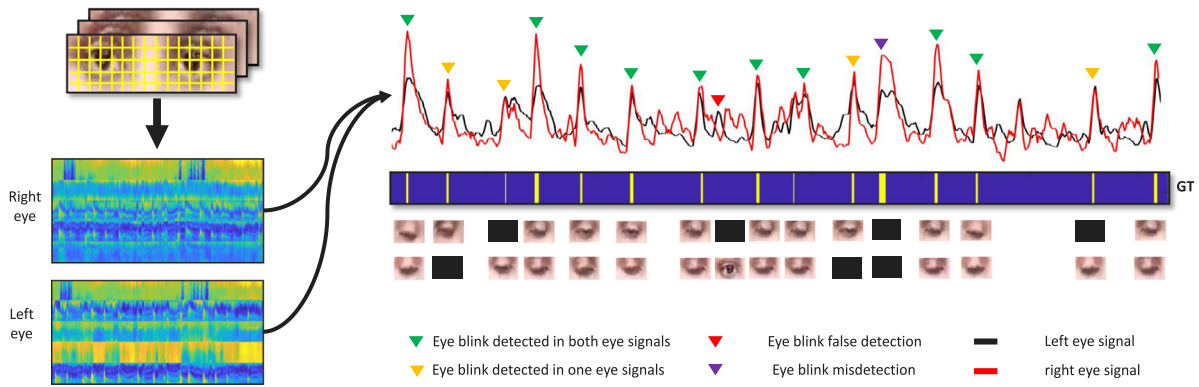 GT
Right
eye
Left
eye
Eye blink detected in both eye signals
Eye blink false detection
Left eye signal
Eye blink detected in one eye signals
Eye blink misdetection
right eye signal